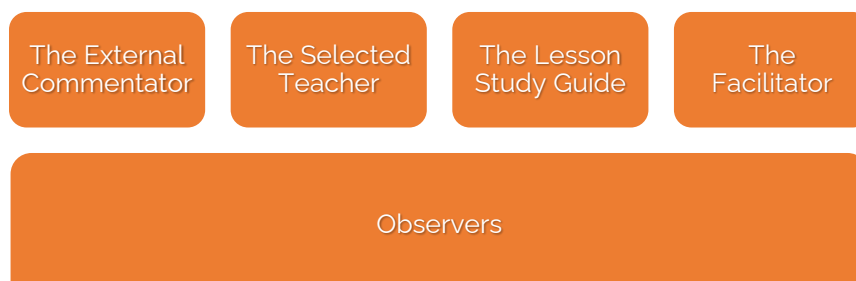 The External
Commentator
The Selected
Teacher
The Lesson
Study Guide
The
Facilitator
Observers